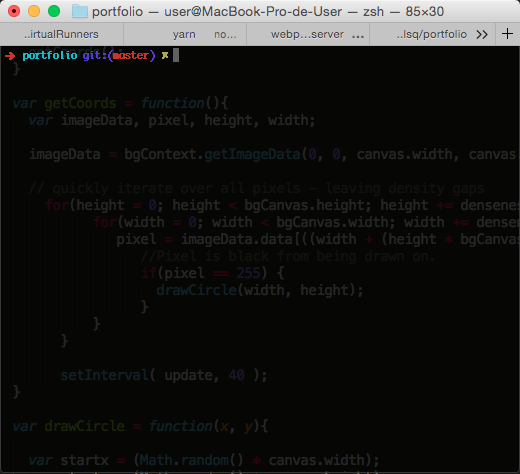 portfolio — user@MacBook-Pro-de-User — zsh — 85×30
..irtualRunners yarn no... webp...server ... ..lsq/portfolio >> +
➜ portfolio git:(master) ✗
}
var getCoords = function(){
var imageData, pixel, height, width;
imageData = bgContext.getImageData(0, 0, canvas.width, canvas
// quickly iterate over all pixels - leaving density gaps
for(height = 0; height < bgCanvas.height; height += densene
for(width = 0; width < bgCanvas.width; width += densen
pixel = imageData.data[((width + (height * bgCanva
//Pixel is black from being drawn on.
if(pixel == 255) {
drawCircle(width, height);
}
}
}
setInterval( update, 40 );
}
var drawCircle = function(x, y){
var startx = (Math.random() * canvas.width);